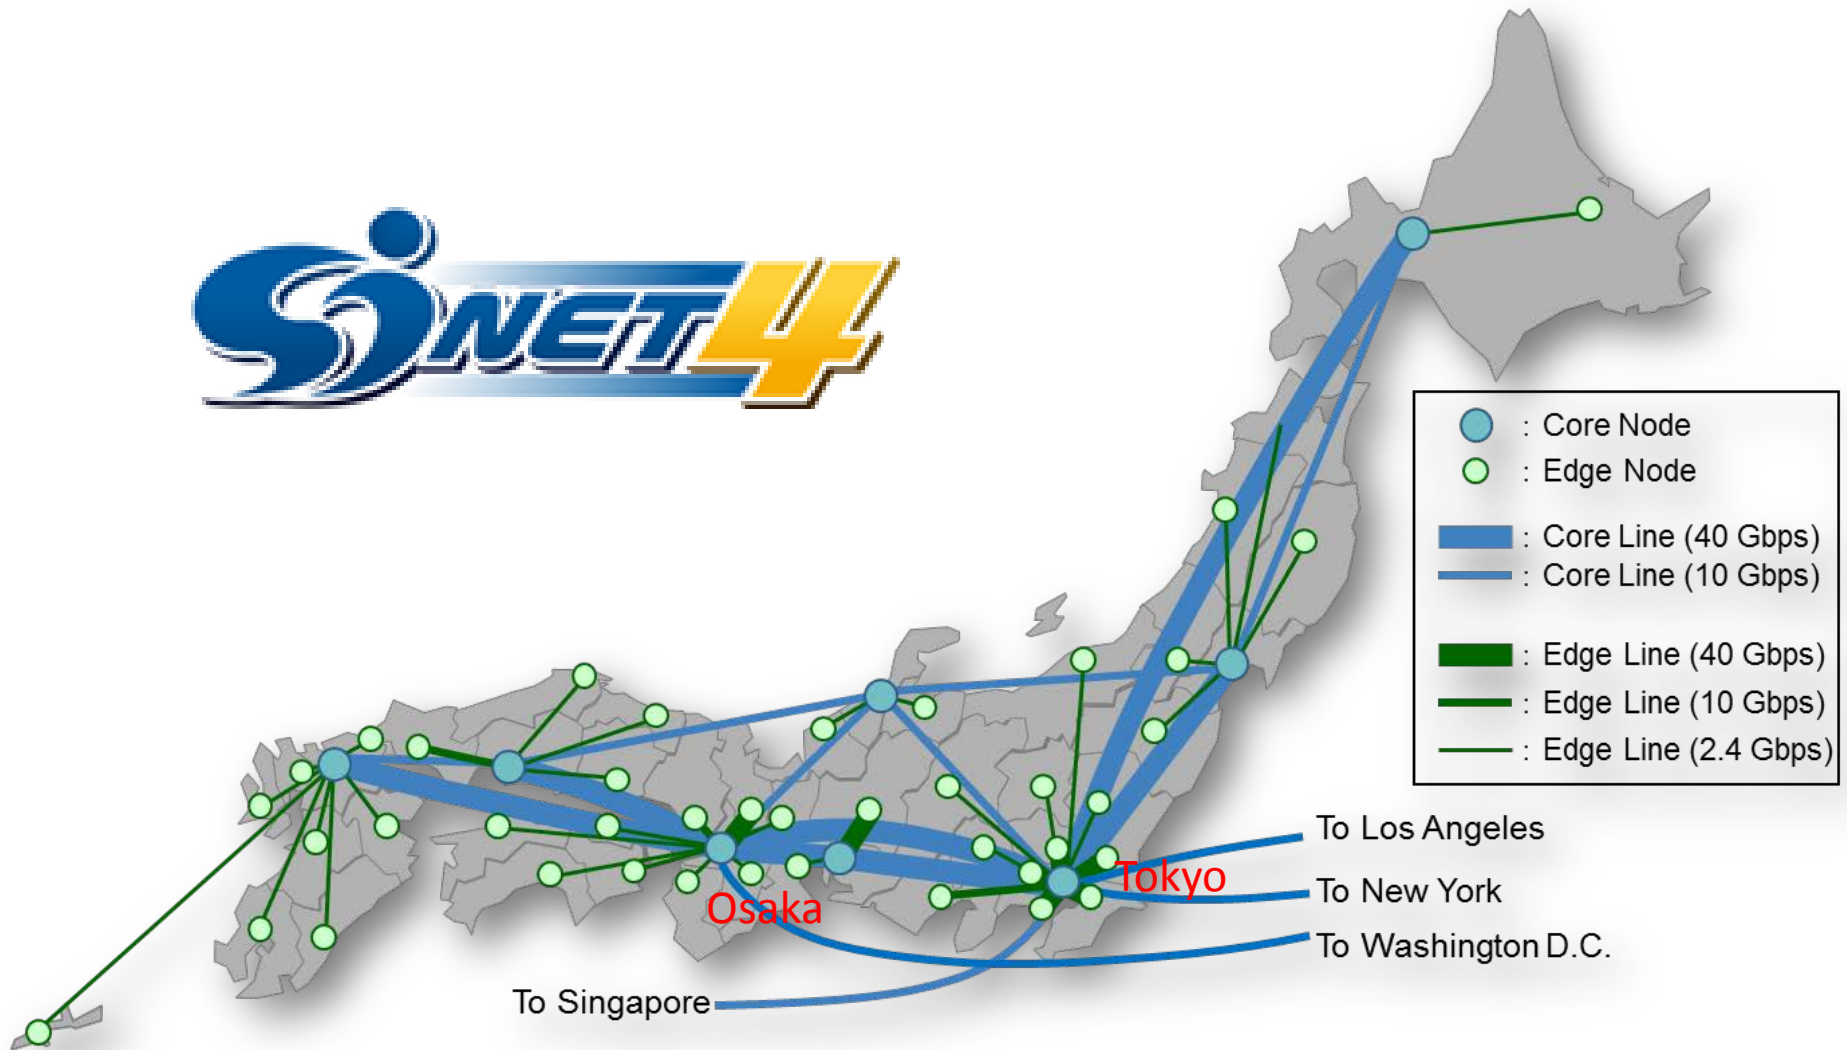 SINET4
: Core Node
: Edge Node
: Core Line (40 Gbps)
: Core Line (10 Gbps)
: Edge Line (40 Gbps)
: Edge Line (10 Gbps)
: Edge Line (2.4 Gbps)
To Los Angeles
Tokyo
To New York
Osaka
To Washington D.C.
To Singapore